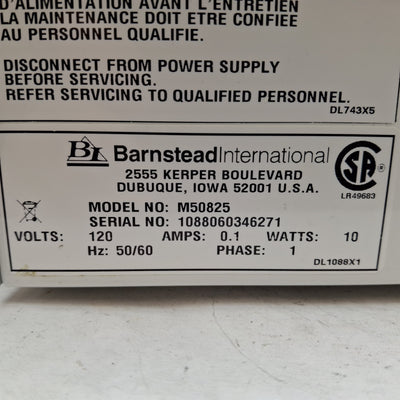 D'ALIMENTATION AVANT L'ENTRETIEN
LA MAINTENANCE DOIT ETRE CONFIEE
AU PERSONNEL QUALIFIE.
DISCONNECT FROM POWER SUPPLY
BEFORE SERVICING.
REFER SERVICING TO QUALIFIED PERSONNEL.
DL743X5
BI BarnsteadInternational
2555 KERPER BOULEVARD
DUBUQUE, IOWA 52001 U.S.A.
SA ®
LR49683
MODEL NO: M50825
SERIAL NO: 1088060346271
VOLTS: 120 AMPS: 0.1 WATTS: 10
Hz: 50/60 PHASE: 1
DL1088X1